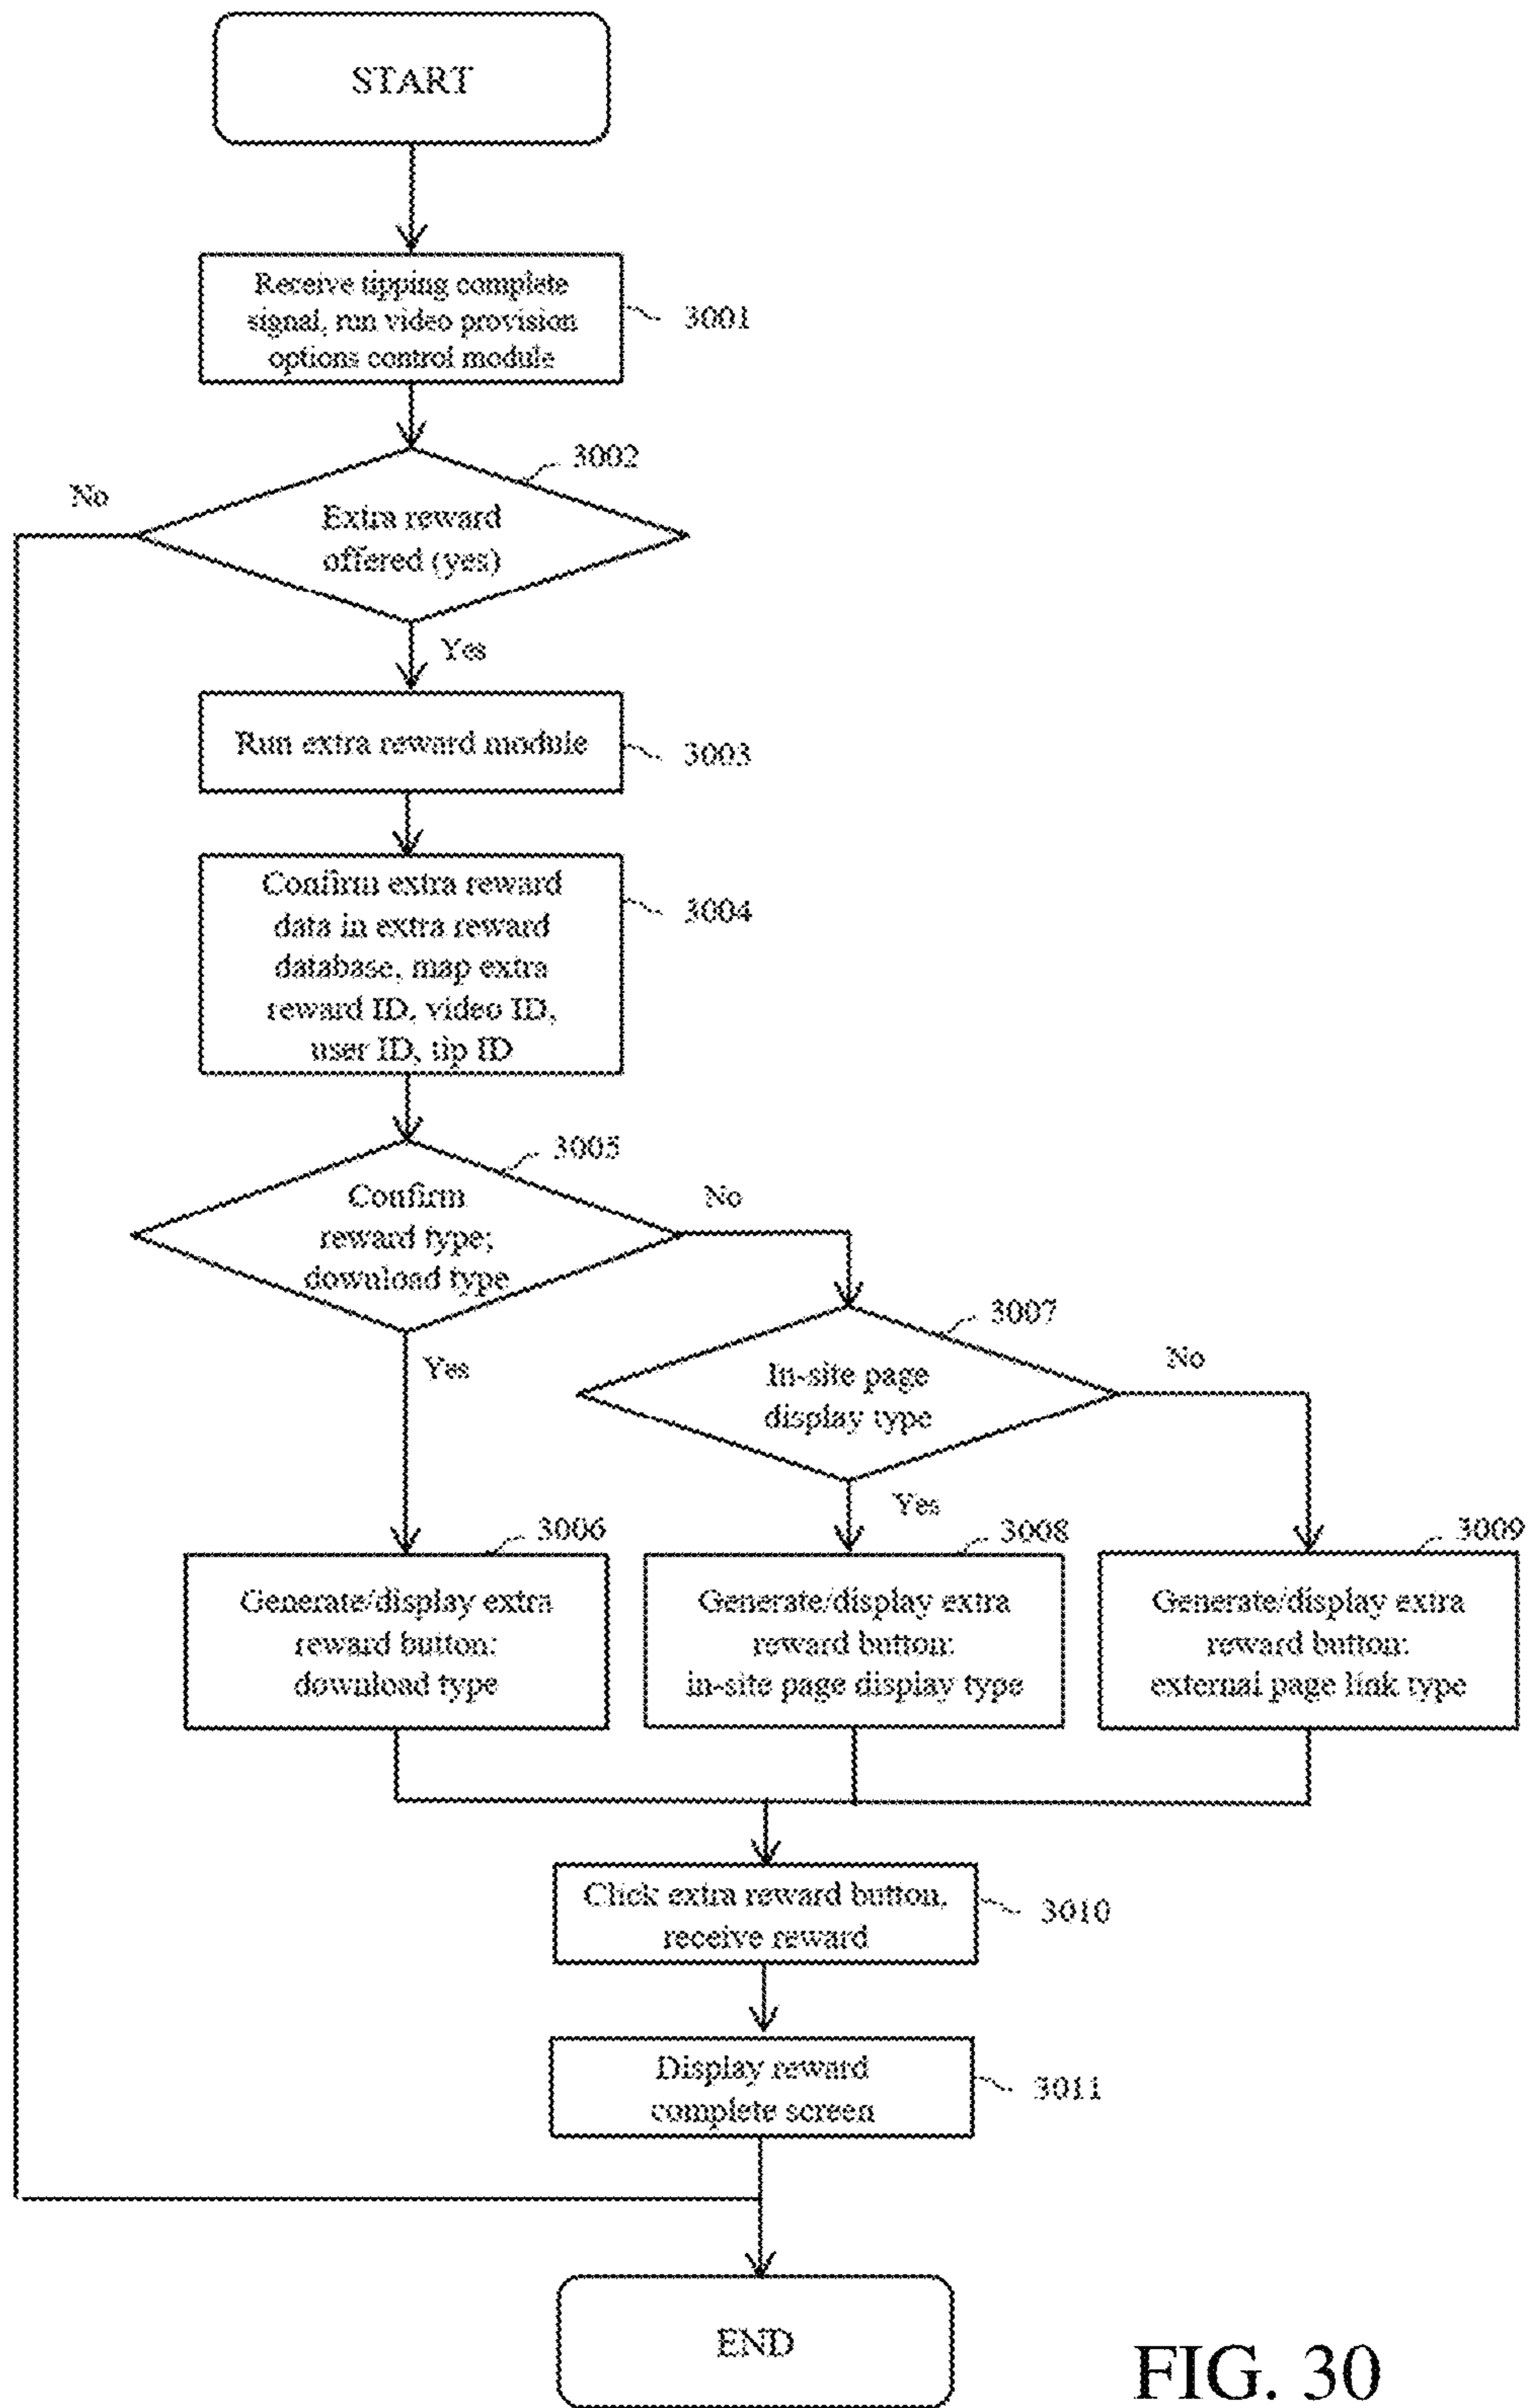 START
Receive tipping complete
signal, run video provision
options control module
3001
3002
No
Extra reward
offered (yes)
Yes
Run extra reward module
3003
Confirm extra reward
data in extra reward
database, map extra
reward ID, video ID,
user ID, tip ID
3004
3005
Confirm
reward type;
download type
No
3007
Yes
In-site page
display type
No
Yes
3006
3008
3009
Generate/display extra
reward button:
download type
Generate/display extra
reward button:
in-site page display type
Generate/display extra
reward button:
external page link type
Click extra reward button,
receive reward
3010
Display reward
complete screen
3011
END
FIG. 30